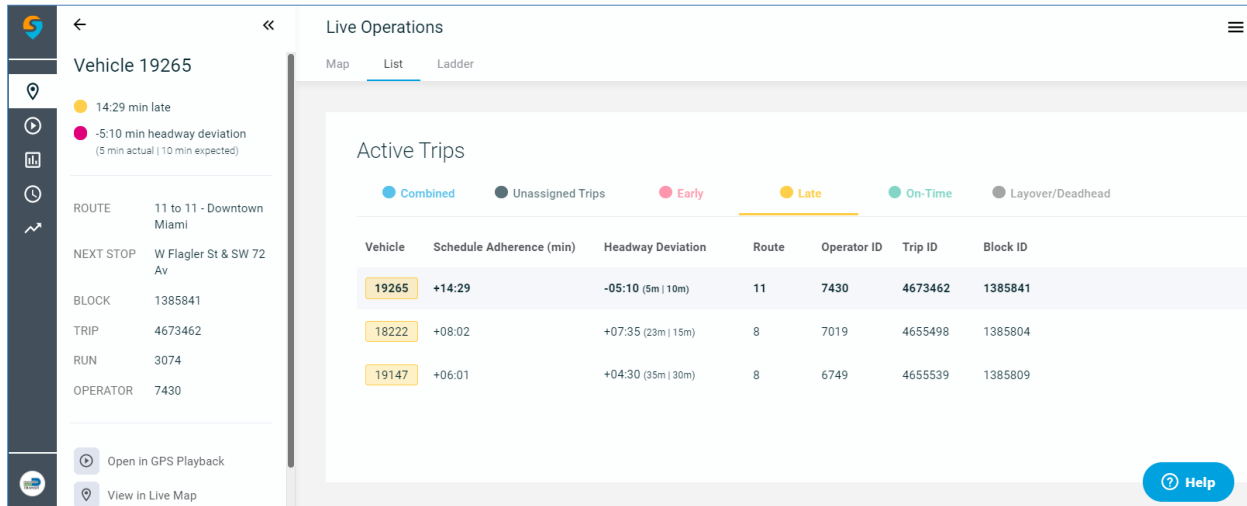 Vehicle 19265
14:29 min late
-5:10 min headway deviation
(5 min actual | 10 min expected)
ROUTE 11 to 11 - Downtown
Miami
NEXT STOP W Flagler St & SW 72
Av
BLOCK 1385841
TRIP 4673462
RUN 3074
OPERATOR 7430
Open in GPS Playback
View in Live Map
Live Operations
Map List Ladder
Active Trips
Combined Unassigned Trips Early Late On-Time Layover/Deadhead
Vehicle Schedule Adherence (min) Headway Deviation Route Operator ID Trip ID Block ID
19265 +14:29 -05:10 (5m | 10m) 11 7430 4673462 1385841
18222 +08:02 +07:35 (23m | 15m) 8 7019 4655498 1385804
19147 +06:01 +04:30 (35m | 30m) 8 6749 4655539 1385809
Help